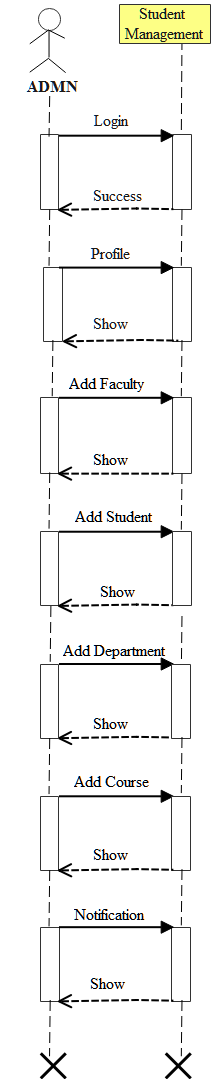 Student
Management
ADMN
Login
Success
Profile
Show
Add Faculty
Show
Add Student
Show
Add Department
Show
Add Course
Show
Notification
Show